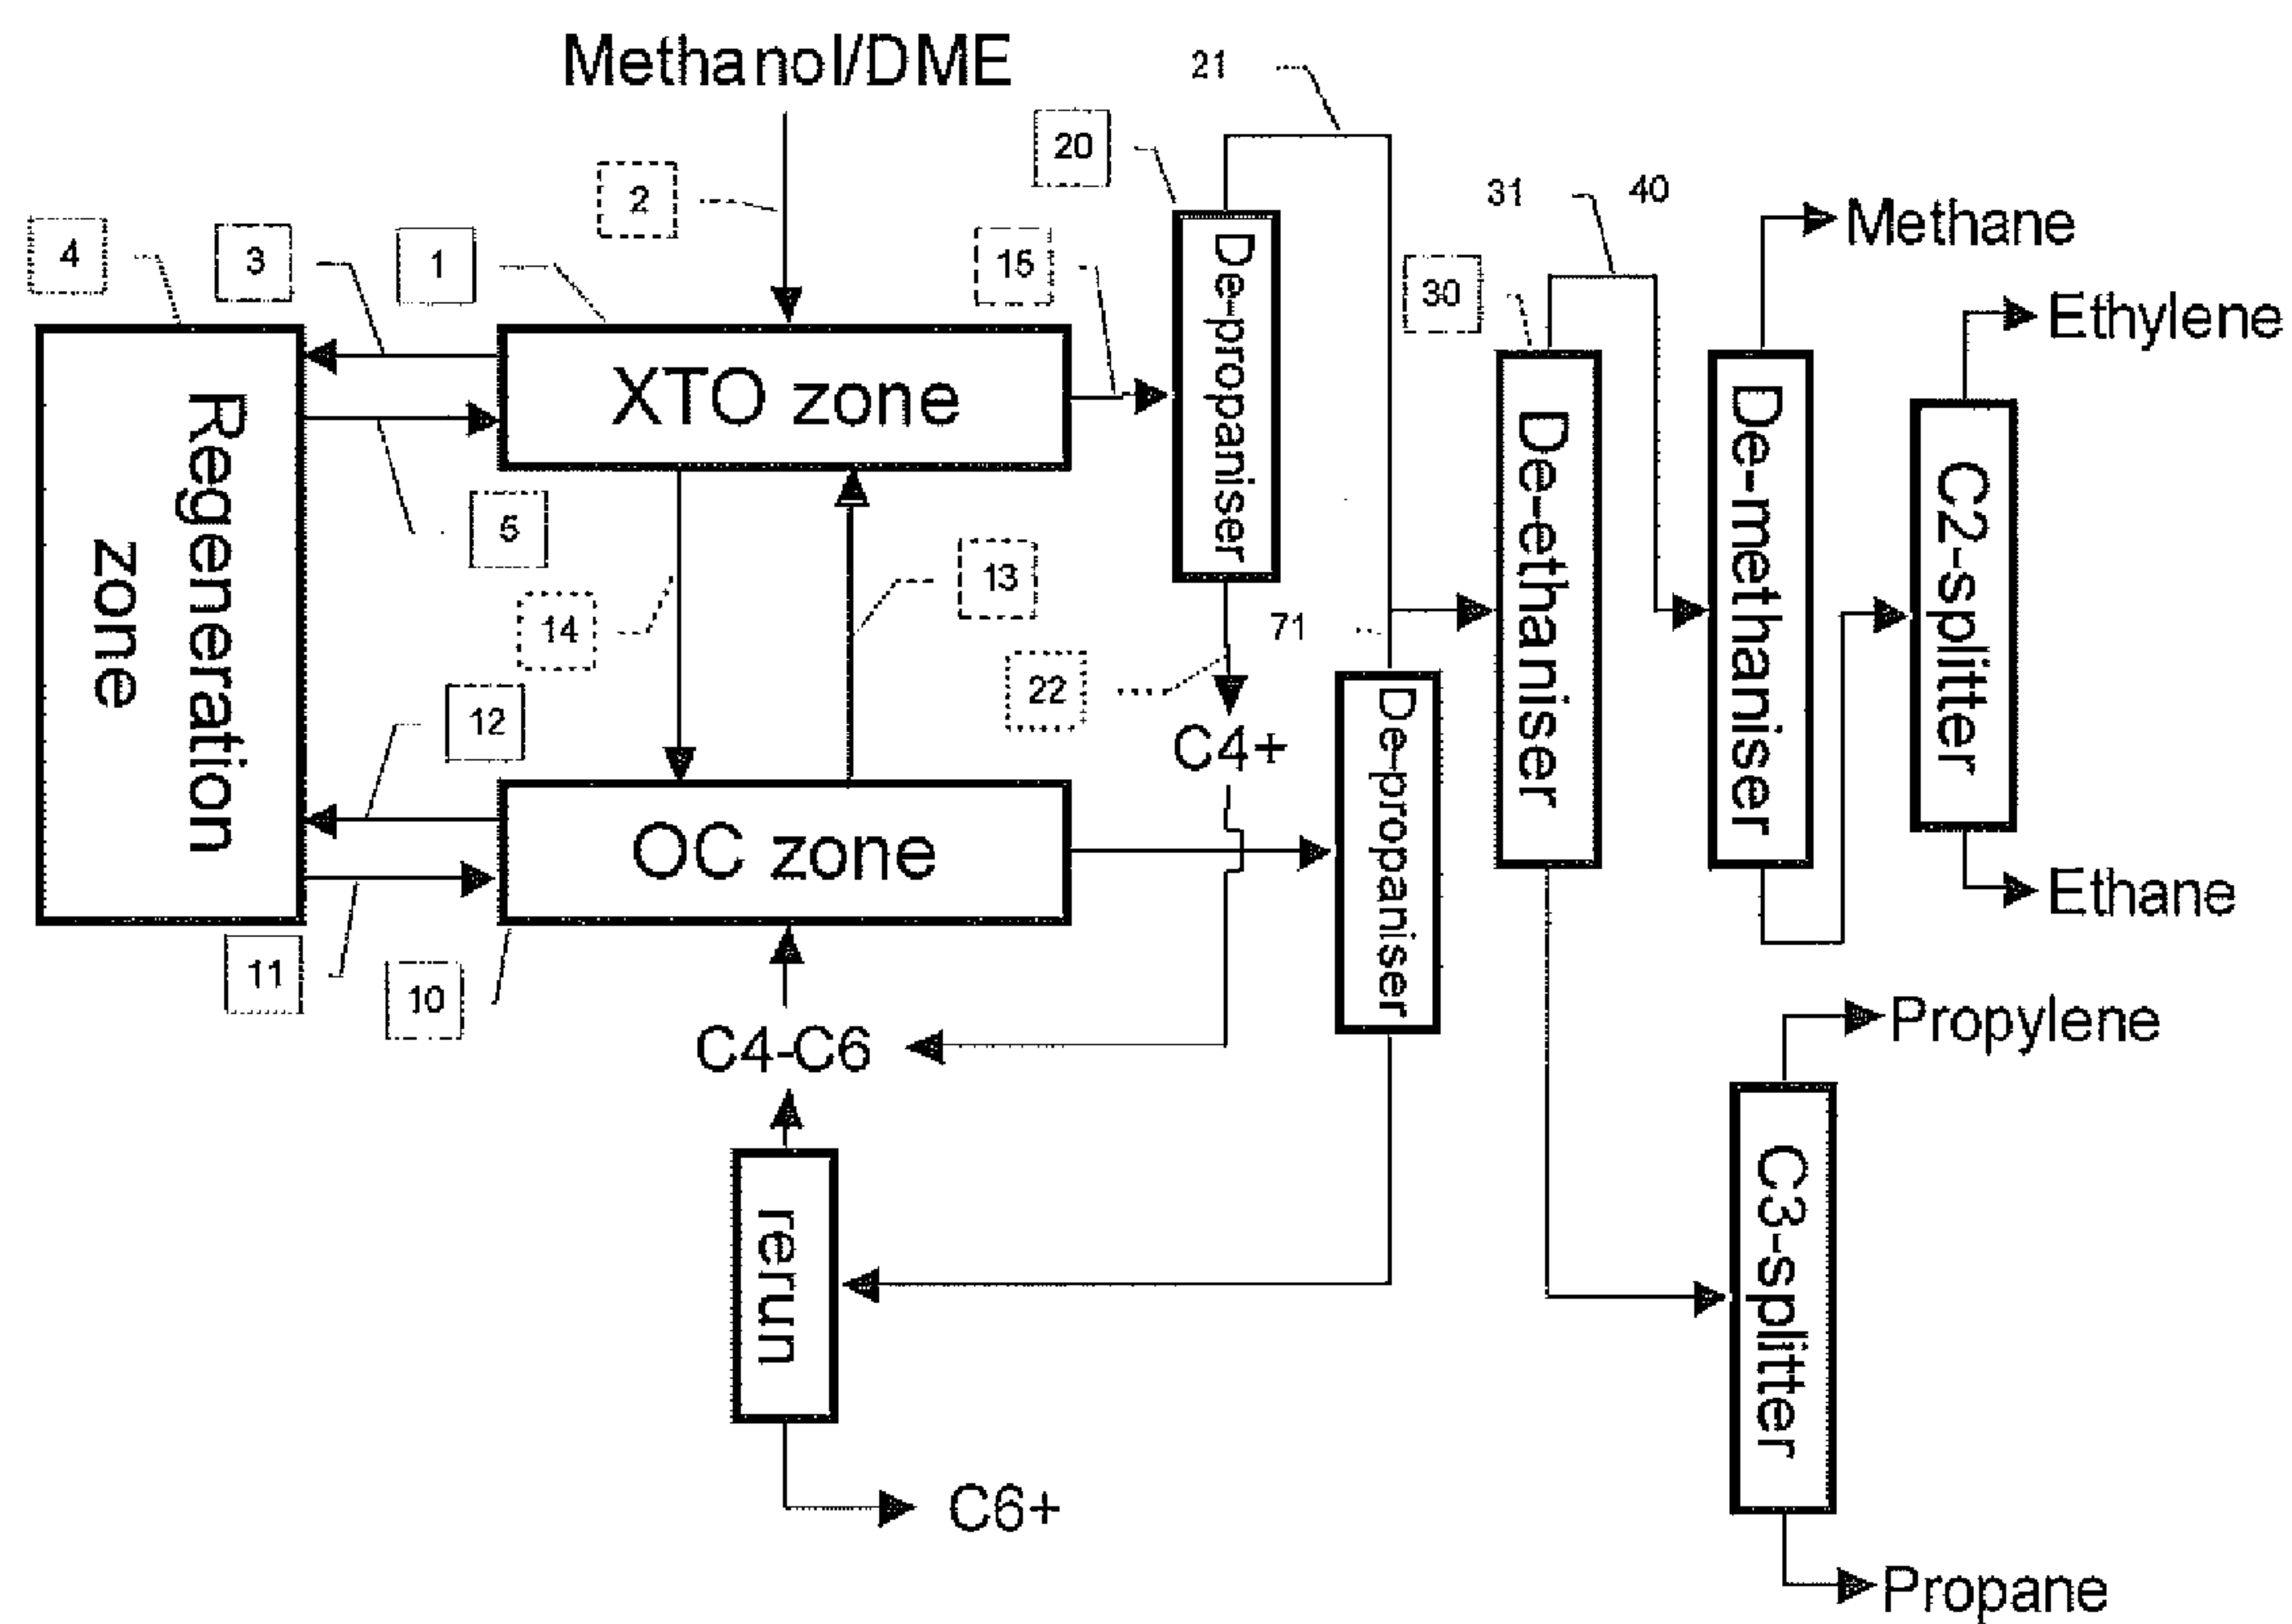 Methanol/DME
21
20
2
31
40
Methane
4
3
1
15
30
Ethylene
De-propaniser
XTO zone
Regeneration
zone
De-ethaniser
De-methaniser
C2-splitter
5
13
14
71
22
12
C4+
De-propaniser
OC zone
Ethane
11
10
C4-C6
Propylene
rerun
C3-splitter
C6+
Propane